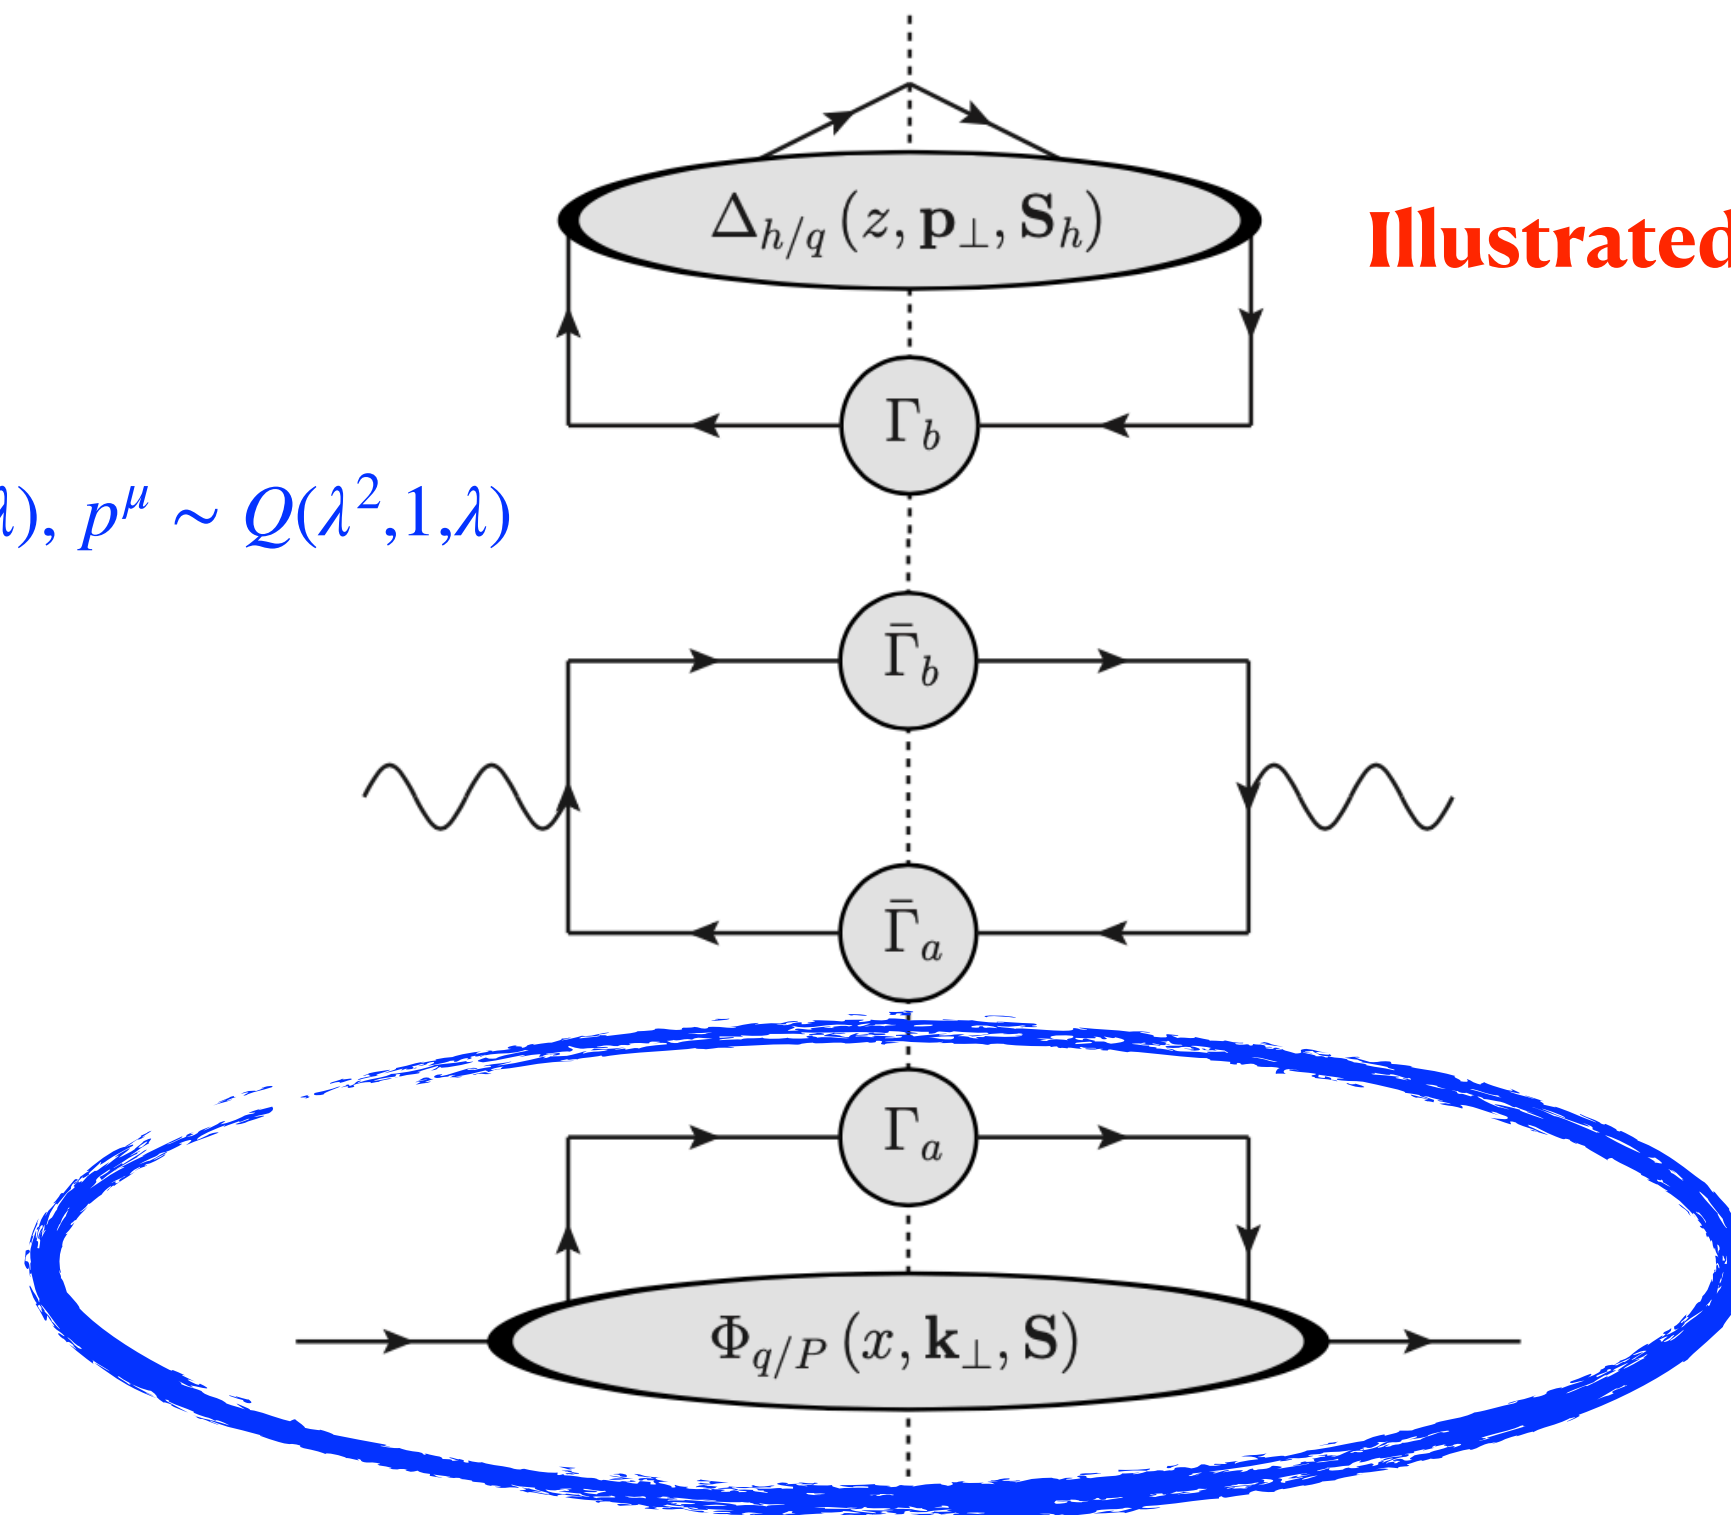 Δ_{h/q} (z, p_⊥, S_h)
Illustrated
Γ_b
λ), p^μ ∼ Q(λ²,1,λ)
Γ̄_b
Γ̄_a
Γ_a
Φ_{q/P} (x, k_⊥, S)